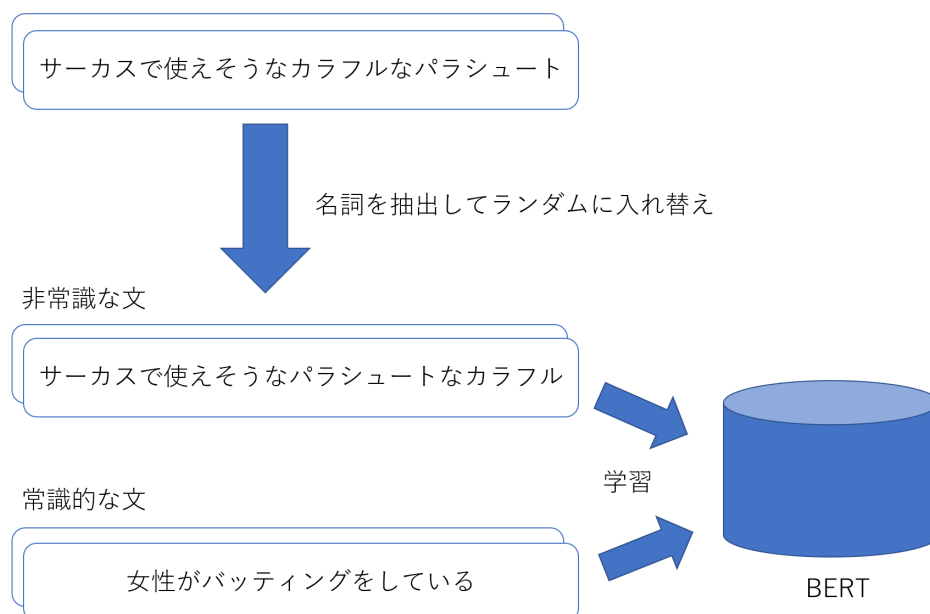 サーカスで使えそうなカラフルなパラシュート
名詞を抽出してランダムに入れ替え
非常識な文
サーカスで使えそうなパラシュートなカラフル
学習
常識的な文
女性がバッティングをしている
BERT